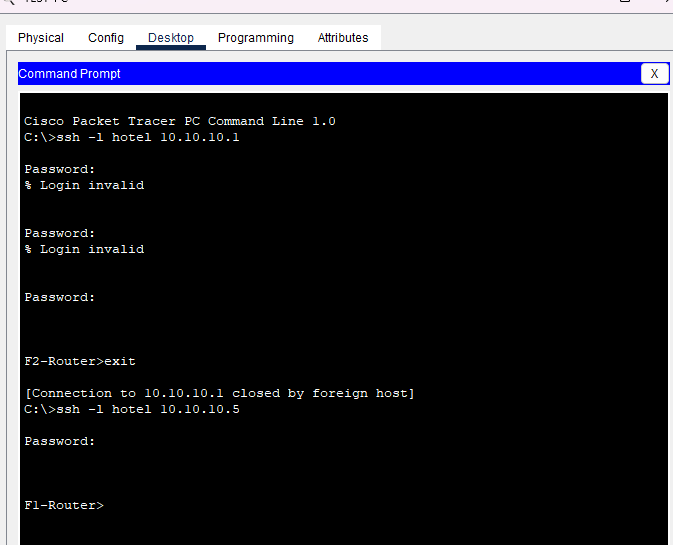 Physical Config Desktop Programming Attributes
Command Prompt X
Cisco Packet Tracer PC Command Line 1.0
C:\>ssh -l hotel 10.10.10.1
Password:
% Login invalid
Password:
% Login invalid
Password:
F2-Router>exit
[Connection to 10.10.10.1 closed by foreign host]
C:\>ssh -l hotel 10.10.10.5
Password:
F1-Router>